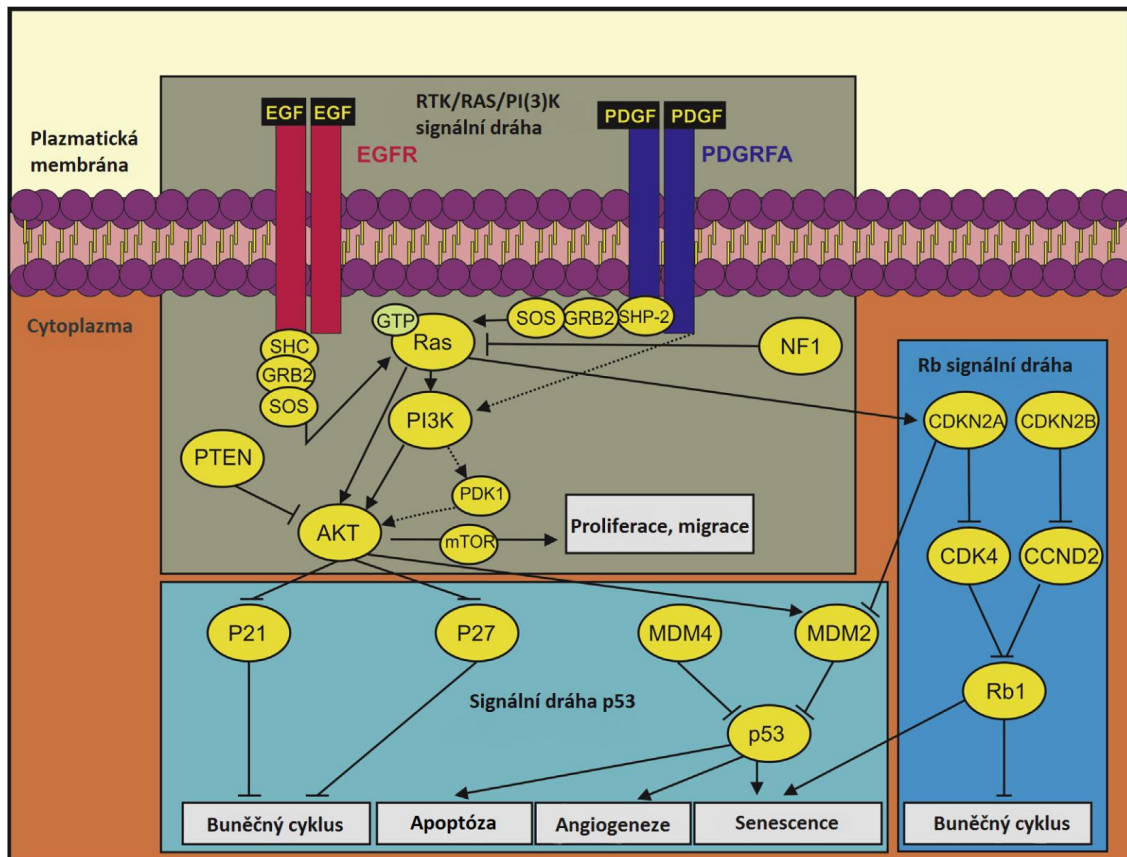 RTK/RAS/PI(3)K
signální dráha
EGF
EGF
PDGF
PDGF
Plazmatická
membrána
EGFR
PDGRFA
Cytoplazma
GTP
Ras
SOS
GRB2
SHP-2
NF1
SHC
GRB2
SOS
PI3K
PTEN
PDK1
AKT
mTOR
Proliferace, migrace
Rb signální dráha
CDKN2A
CDKN2B
CDK4
CCND2
Rb1
P21
P27
MDM4
MDM2
Signální dráha p53
p53
Buněčný cyklus
Apoptóza
Angiogeneze
Senescence
Buněčný cyklus